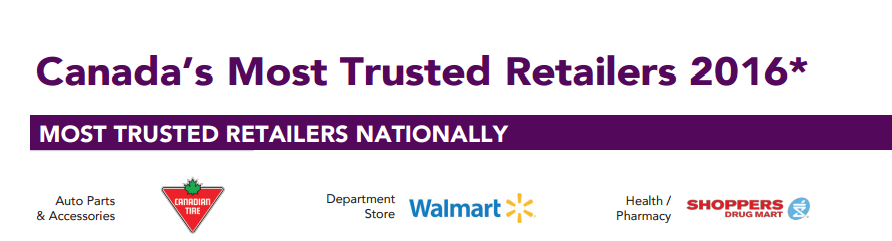 Canada's Most Trusted Retailers 2016*
MOST TRUSTED RETAILERS NATIONALLY
Auto Parts
& Accessories
CANADIAN
TIRE
Department
Store
Walmart
Health /
Pharmacy
SHOPPERS
DRUG MART